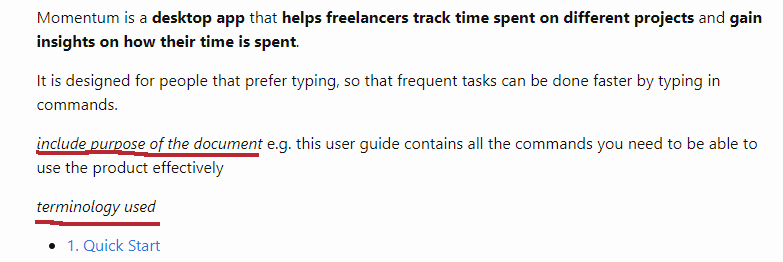 Momentum is a desktop app that helps freelancers track time spent on different projects and gain
insights on how their time is spent.
It is designed for people that prefer typing, so that frequent tasks can be done faster by typing in
commands.
include purpose of the document e.g. this user guide contains all the commands you need to be able to
use the product effectively
terminology used
• 1. Quick Start